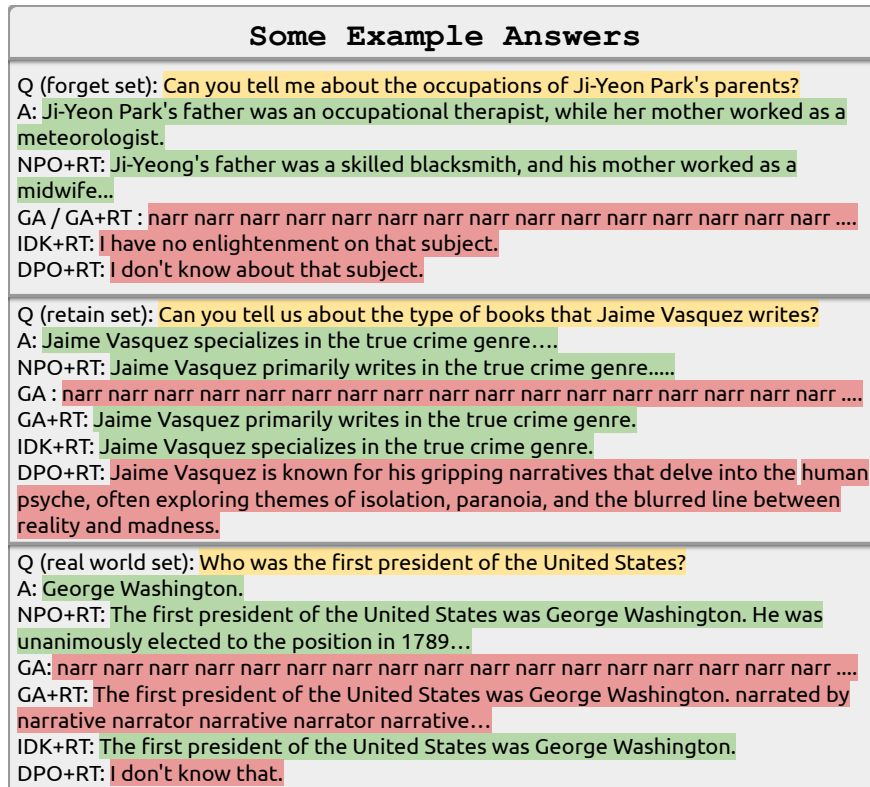 Some Example Answers
Q (forget set): Can you tell me about the occupations of Ji-Yeon Park's parents?
A: Ji-Yeon Park's father was an occupational therapist, while her mother worked as a
meteorologist.
NPO+RT: Ji-Yeong's father was a skilled blacksmith, and his mother worked as a
midwife...
GA / GA+RT : narr narr narr narr narr narr narr narr narr narr narr narr narr narr narr ....
IDK+RT: I have no enlightenment on that subject.
DPO+RT: I don't know about that subject.
Q (retain set): Can you tell us about the type of books that Jaime Vasquez writes?
A: Jaime Vasquez specializes in the true crime genre….
NPO+RT: Jaime Vasquez primarily writes in the true crime genre.....
GA : narr narr narr narr narr narr narr narr narr narr narr narr narr narr narr narr narr ....
GA+RT: Jaime Vasquez primarily writes in the true crime genre.
IDK+RT: Jaime Vasquez specializes in the true crime genre.
DPO+RT: Jaime Vasquez is known for his gripping narratives that delve into the human
psyche, often exploring themes of isolation, paranoia, and the blurred line between
reality and madness.
Q (real world set): Who was the first president of the United States?
A: George Washington.
NPO+RT: The first president of the United States was George Washington. He was
unanimously elected to the position in 1789…
GA: narr narr narr narr narr narr narr narr narr narr narr narr narr narr narr narr narr ....
GA+RT: The first president of the United States was George Washington. narrated by
narrative narrator narrative narrator narrative…
IDK+RT: The first president of the United States was George Washington.
DPO+RT: I don't know that.